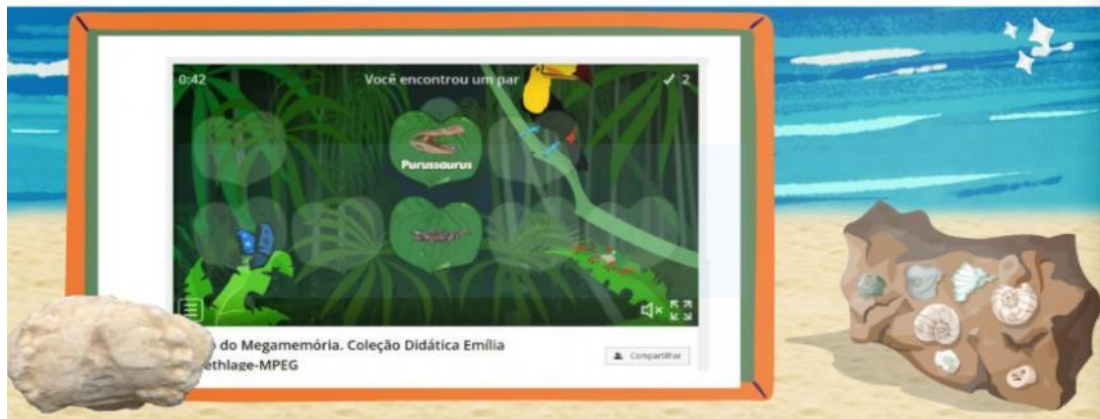 0:42 Você encontrou um par ✓ 2
Purussaurus
do Megamemória. Coleção Didática Emília
ethlage-MPEG
Compartilhar